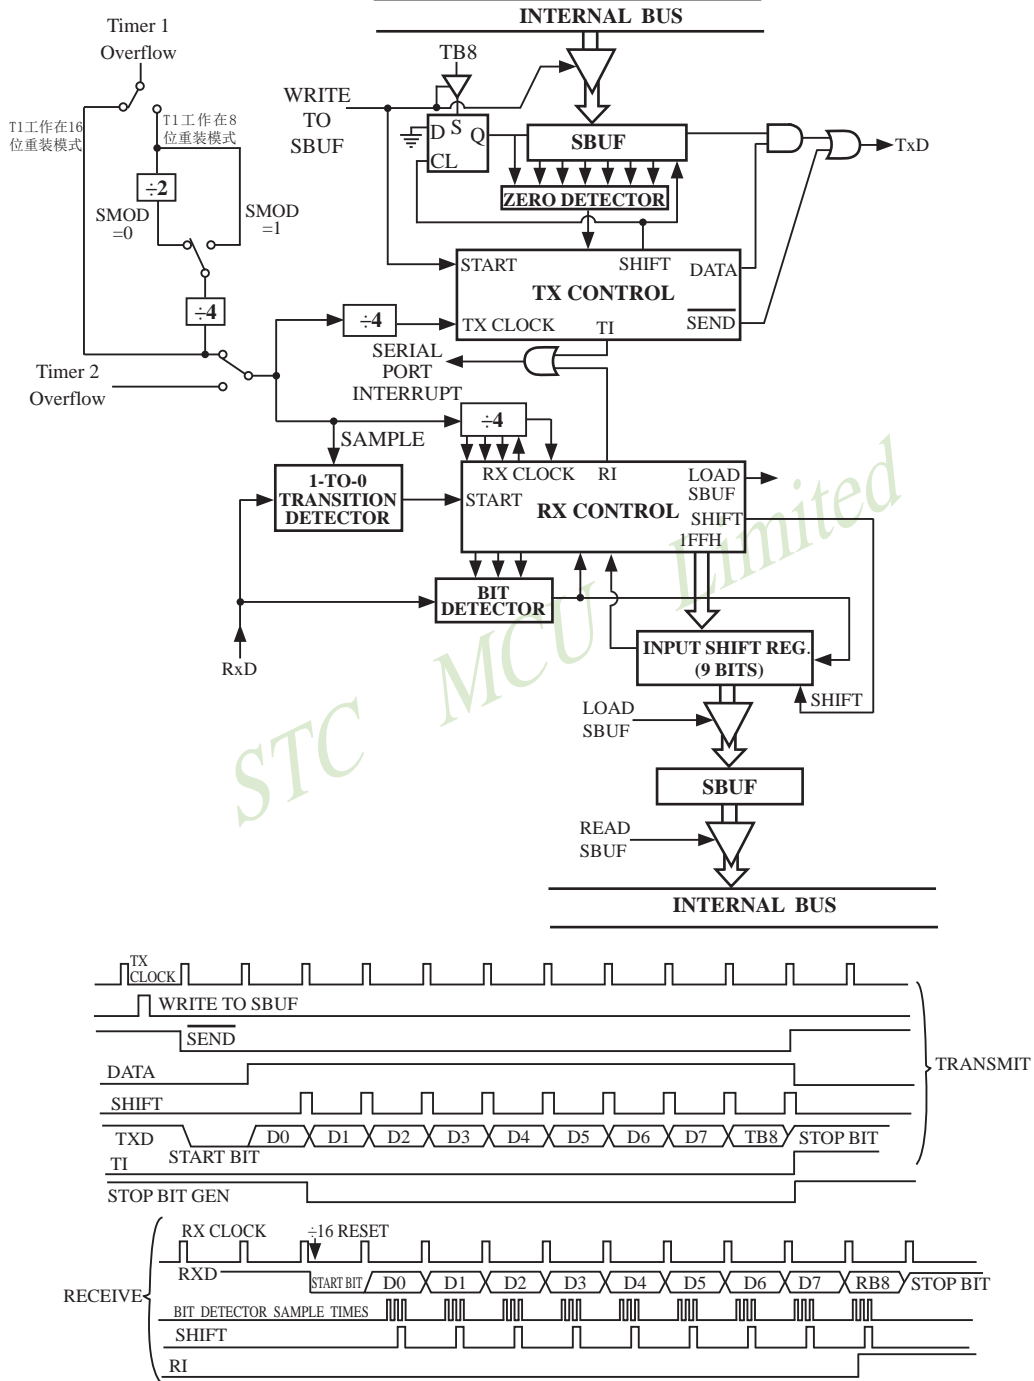 INTERNAL BUS
Timer 1
Overflow
TB8
WRITE
TO
SBUF
T1工作在16
位重装模式
T1工作在8
位重装模式
D S Q
CL
SBUF
TxD
÷2
ZERO DETECTOR
SMOD
=0
SMOD
=1
START
SHIFT
DATA
TX CONTROL
÷4
÷4
TX CLOCK
TI
SEND
SERIAL
PORT
INTERRUPT
Timer 2
Overflow
÷4
SAMPLE
1-TO-0
TRANSITION
DETECTOR
RX CLOCK
RI
LOAD
SBUF
START
RX CONTROL
SHIFT
1FFH
BIT
DETECTOR
RxD
INPUT SHIFT REG.
(9 BITS)
SHIFT
LOAD
SBUF
SBUF
READ
SBUF
INTERNAL BUS
STC MCU Limited
TX
CLOCK
WRITE TO SBUF
SEND
DATA
TRANSMIT
SHIFT
TXD
START BIT
D0 D1 D2 D3 D4 D5 D6 D7 TB8 STOP BIT
TI
STOP BIT GEN
RX CLOCK
÷16 RESET
RXD
START BIT D0 D1 D2 D3 D4 D5 D6 D7 RB8 STOP BIT
RECEIVE
BIT DETECTOR SAMPLE TIMES
SHIFT
RI